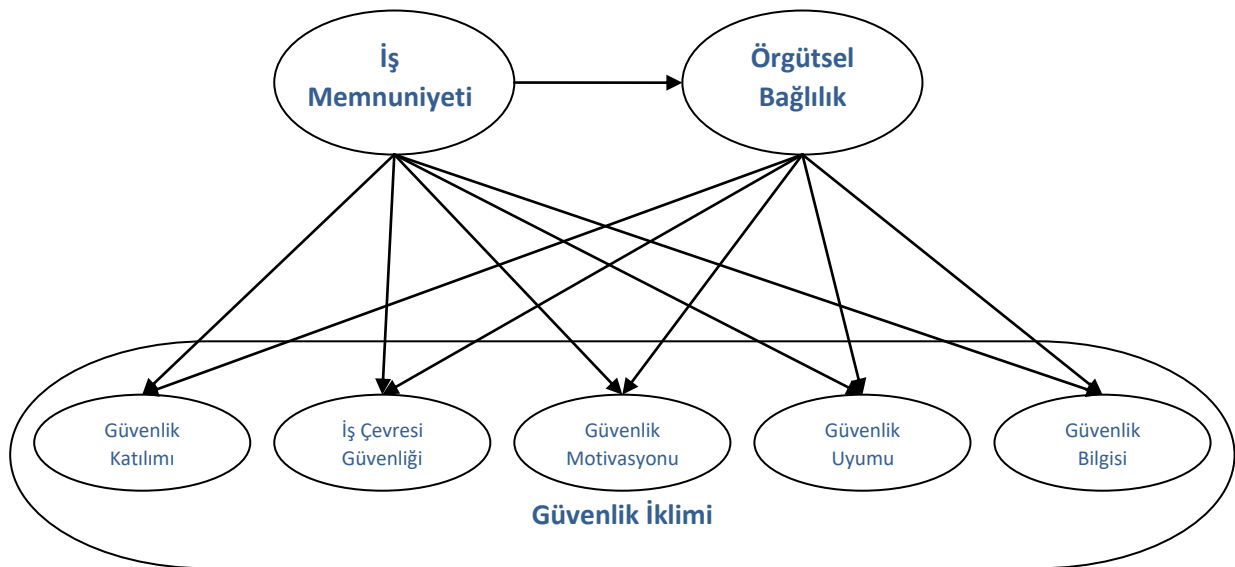 İş
Memnuniyeti
Örgütsel
Bağlılık
Güvenlik
Katılımı
İş Çevresi
Güvenliği
Güvenlik
Motivasyonu
Güvenlik
Uyumu
Güvenlik
Bilgisi
Güvenlik İklimi